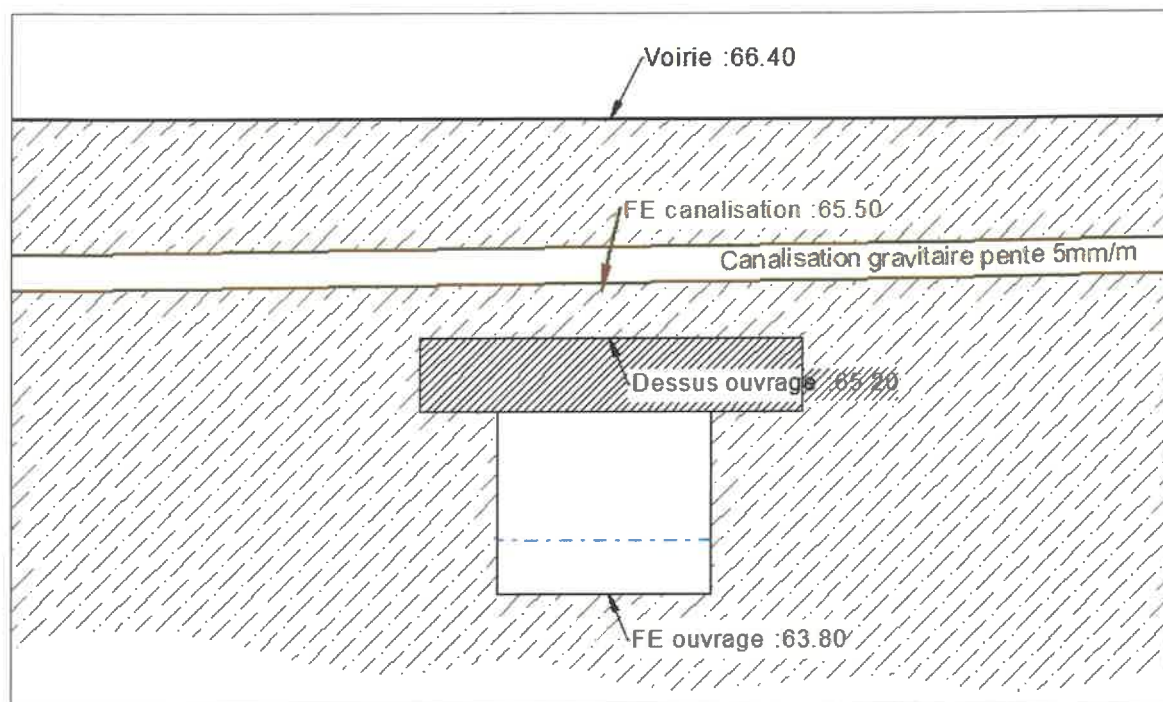 Voirie :66.40
FE canalisation :65.50
Canalisation gravitaire pente 5mm/m
Dessus ouvrage :65.20
FE ouvrage :63.80